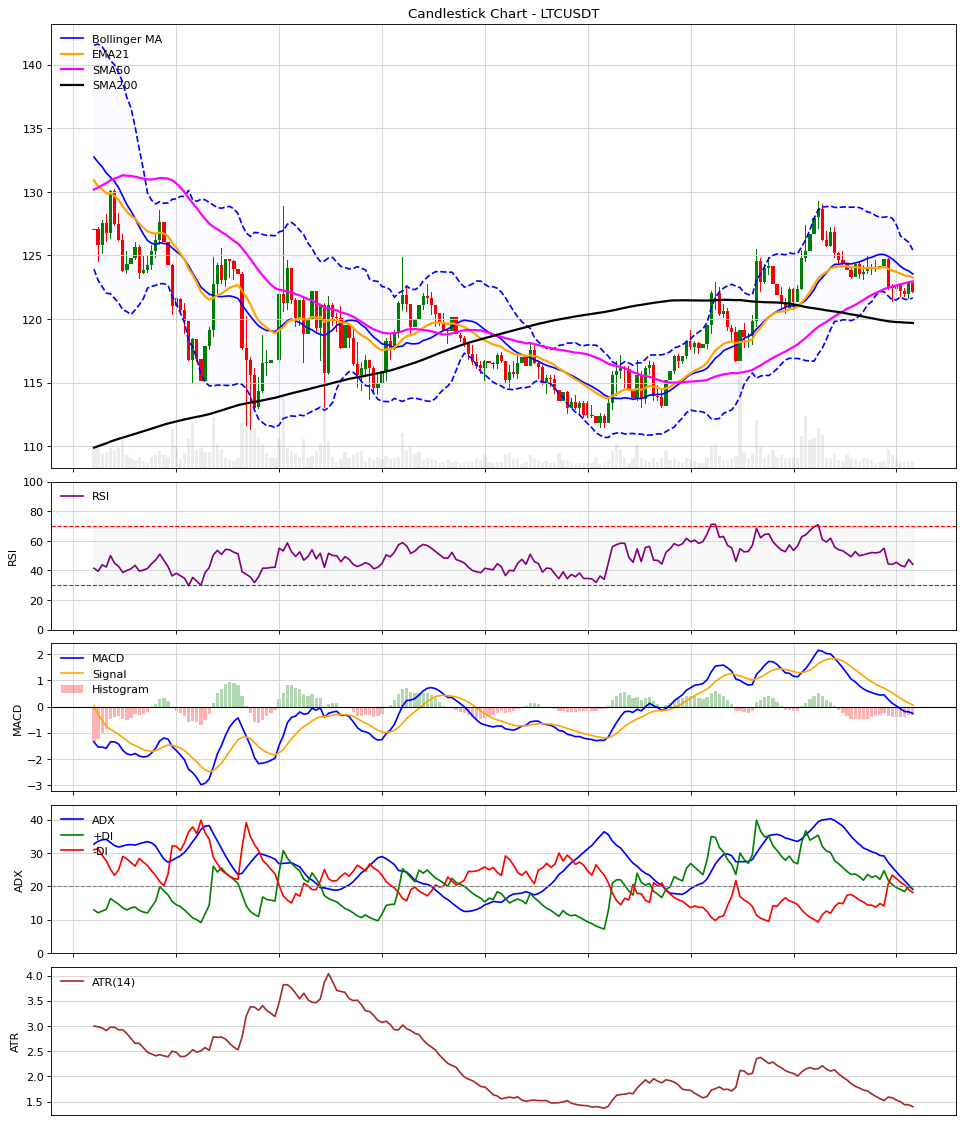 Candlestick Chart - LTCUSDT
Bollinger MA
EMA21
SMA50
SMA200
140
135
130
125
120
115
110
RSI
100
80
60
40
20
0
RSI
MACD
Signal
Histogram
2
1
0
−1
−2
−3
MACD
ADX
+DI
-DI
40
30
20
10
0
ADX
ATR(14)
4.0
3.5
3.0
2.5
2.0
1.5
ATR